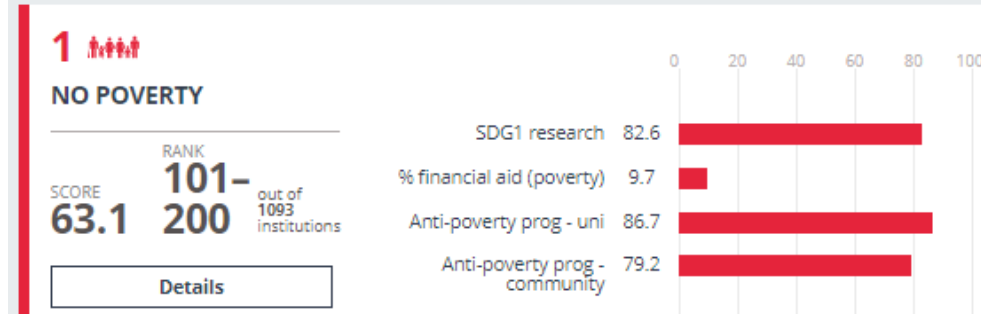 1
NO POVERTY
SCORE
63.1
RANK
101–
200
out of
1093
institutions
Details
0 20 40 60 80 100
SDG1 research 82.6
% financial aid (poverty) 9.7
Anti-poverty prog - uni 86.7
Anti-poverty prog - 79.2
community